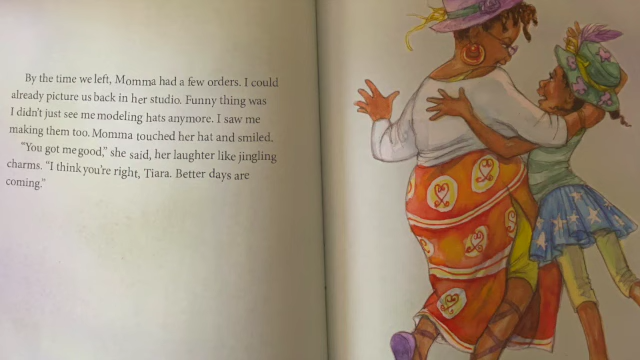 By the time we left, Momma had a few orders. I could
already picture us back in her studio. Funny thing was
I didn't just see me modeling hats anymore. I saw me
making them too. Momma touched her hat and smiled.
"You got me good," she said, her laughter like jingling
charms. "I think you're right, Tiara. Better days are
coming."